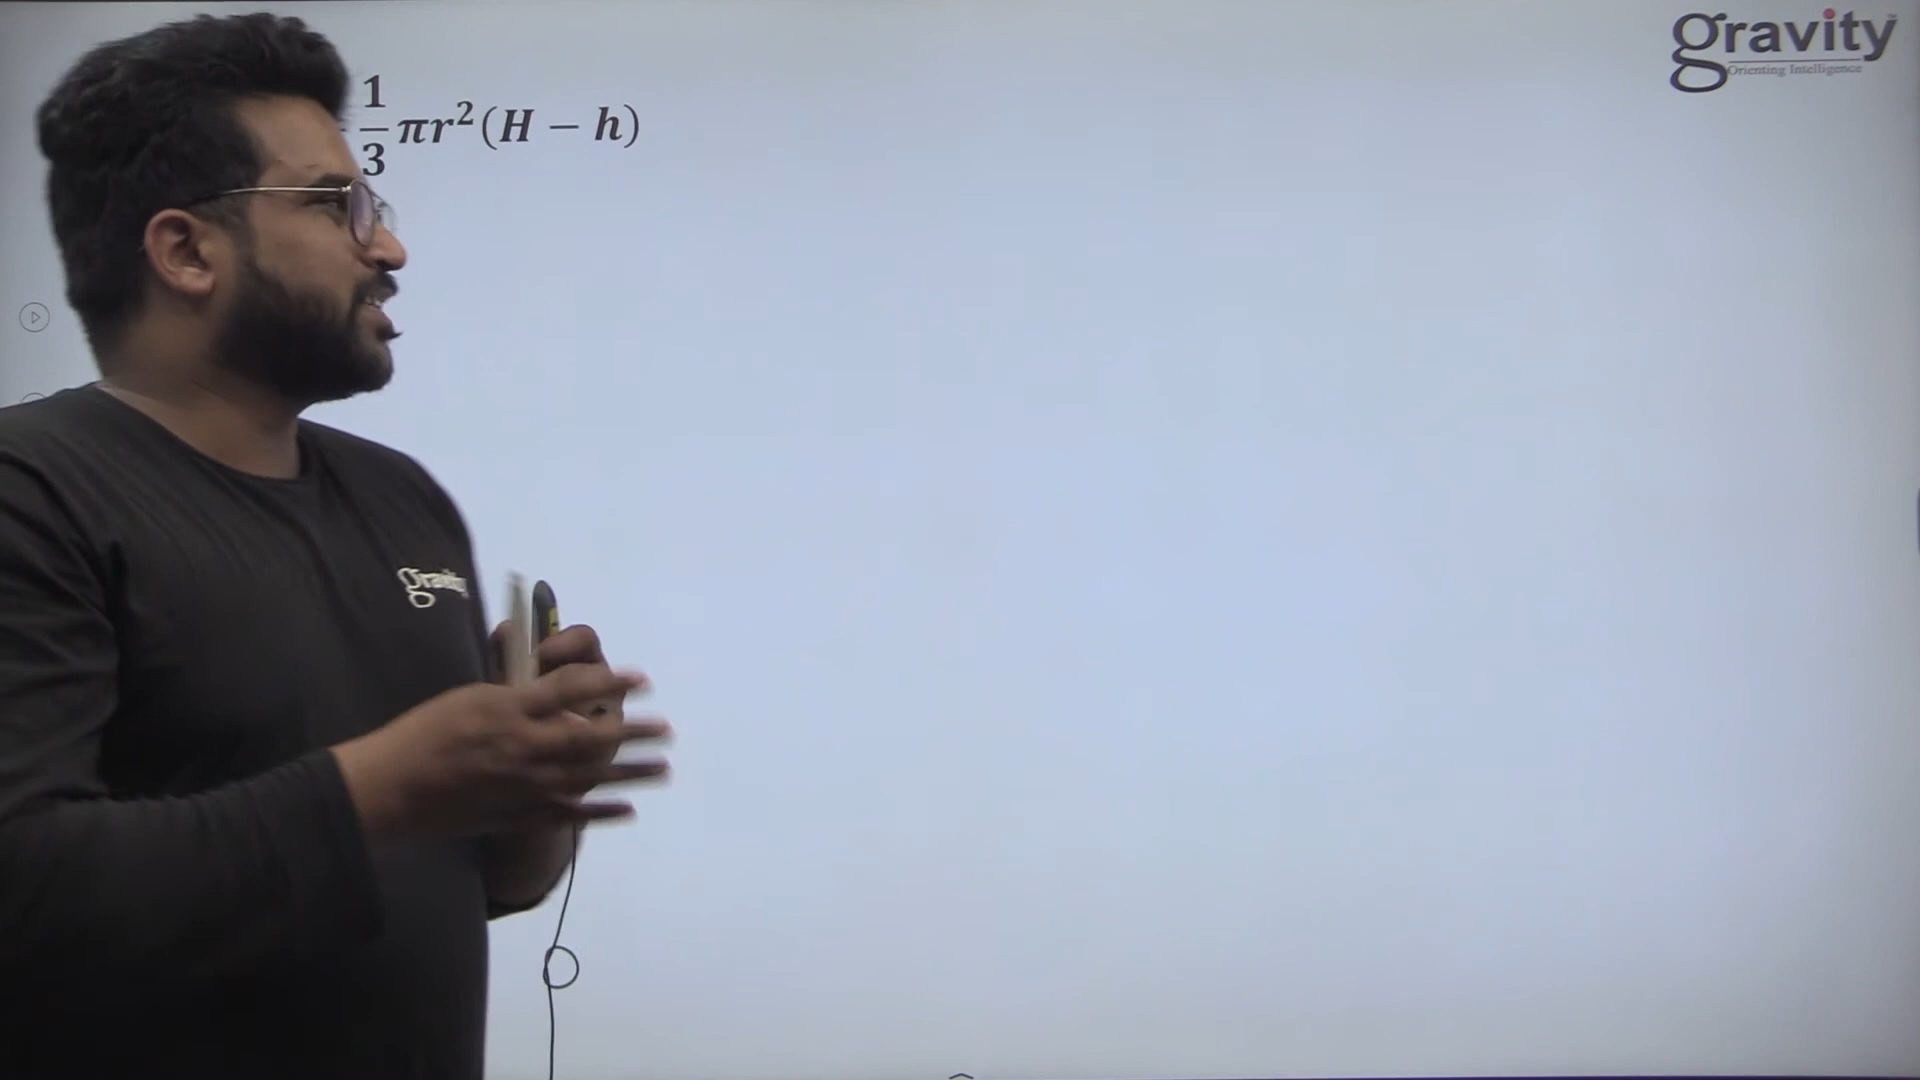 gravity
Orienting Intelligence
1/3 πr²(H − h)
gravity